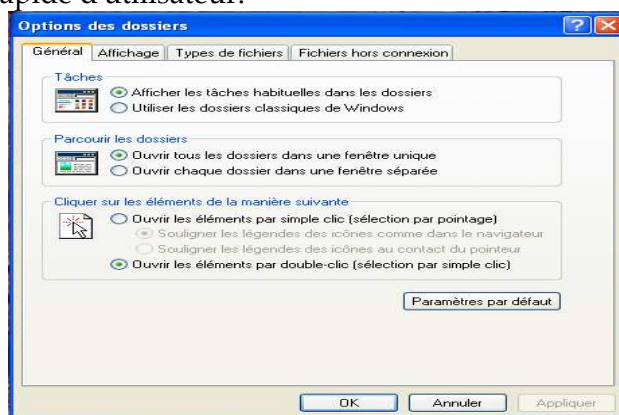 rapide d'utilisateur.
Options des dossiers
Général Affichage Types de fichiers Fichiers hors connexion
Tâches
Afficher les tâches habituelles dans les dossiers
Utiliser les dossiers classiques de Windows
Parcourir les dossiers
Ouvrir tous les dossiers dans une fenêtre unique
Ouvrir chaque dossier dans une fenêtre séparée
Cliquer sur les éléments de la manière suivante
Ouvrir les éléments par simple clic (sélection par pointage)
Souligner les légendes des icônes comme dans le navigateur
Souligner les légendes des icônes au contact du pointeur
Ouvrir les éléments par double-clic (sélection par simple clic)
Paramètres par défaut
OK Annuler Appliquer